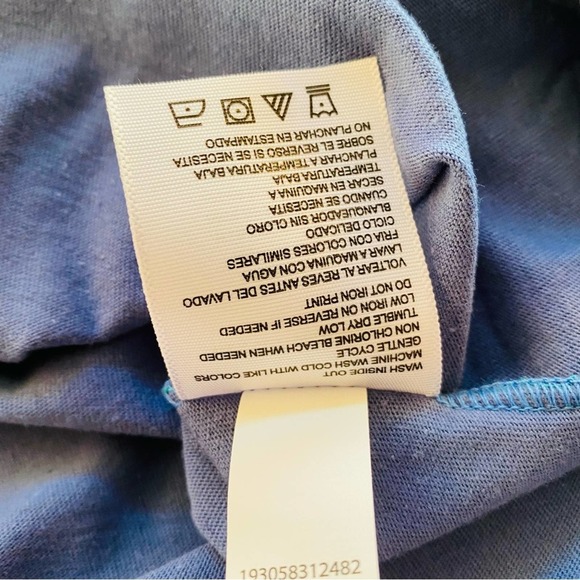 WASH INSIDE OUT
MACHINE WASH COLD WITH LIKE COLORS
GENTLE CYCLE
NON CHLORINE BLEACH WHEN NEEDED
TUMBLE DRY LOW
LOW IRON ON REVERSE IF NEEDED
DO NOT IRON PRINT
VOLTEAR AL REVES ANTES DEL LAVADO
LAVAR A MAQUINA CON AGUA
FRIA CON COLORES SIMILARES
CICLO DELICADO
BLANQUEADOR SIN CLORO
CUANDO SE NECESITA
SECAR EN MAQUINA A
TEMPERATURA BAJA
PLANCHAR A TEMPERATURA BAJA
SOBRE EL REVERSO SI SE NECESITA
NO PLANCHAR EN ESTAMPADO
193058312482